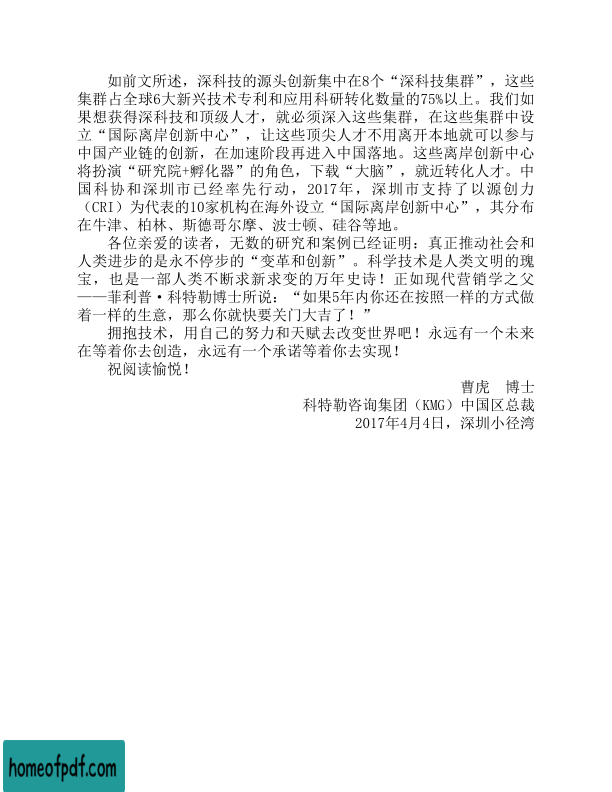 如前文所述，深科技的源头创新集中在8个“深科技集群”，这些
集群占全球6大新兴技术专利和应用科研转化数量的75%以上。我们如
果想获得深科技和顶级人才，就必须深入这些集群，在这些集群中设
立“国际离岸创新中心”，让这些顶尖人才不用离开本地就可以参与
中国产业链的创新，在加速阶段再进入中国落地。这些离岸创新中心
将扮演“研究院+孵化器”的角色，下载“大脑”，就近转化人才。中
国科协和深圳市已经率先行动，2017年，深圳市支持了以源创力
（CRI）为代表的10家机构在海外设立“国际离岸创新中心”，其分布
在牛津、柏林、斯德哥尔摩、波士顿、硅谷等地。
各位亲爱的读者，无数的研究和案例已经证明：真正推动社会和
人类进步的是永不停步的“变革和创新”。科学技术是人类文明的瑰
宝，也是一部人类不断求新求变的万年史诗！正如现代营销学之父
——菲利普·科特勒博士所说：“如果5年内你还在按照一样的方式做
着一样的生意，那么你就快要关门大吉了！”
拥抱技术，用自己的努力和天赋去改变世界吧！永远有一个未来
在等着你去创造，永远有一个承诺等着你去实现！
祝阅读愉悦！
曹虎　博士
科特勒咨询集团（KMG）中国区总裁
2017年4月4日，深圳小径湾
homeofpdf.com